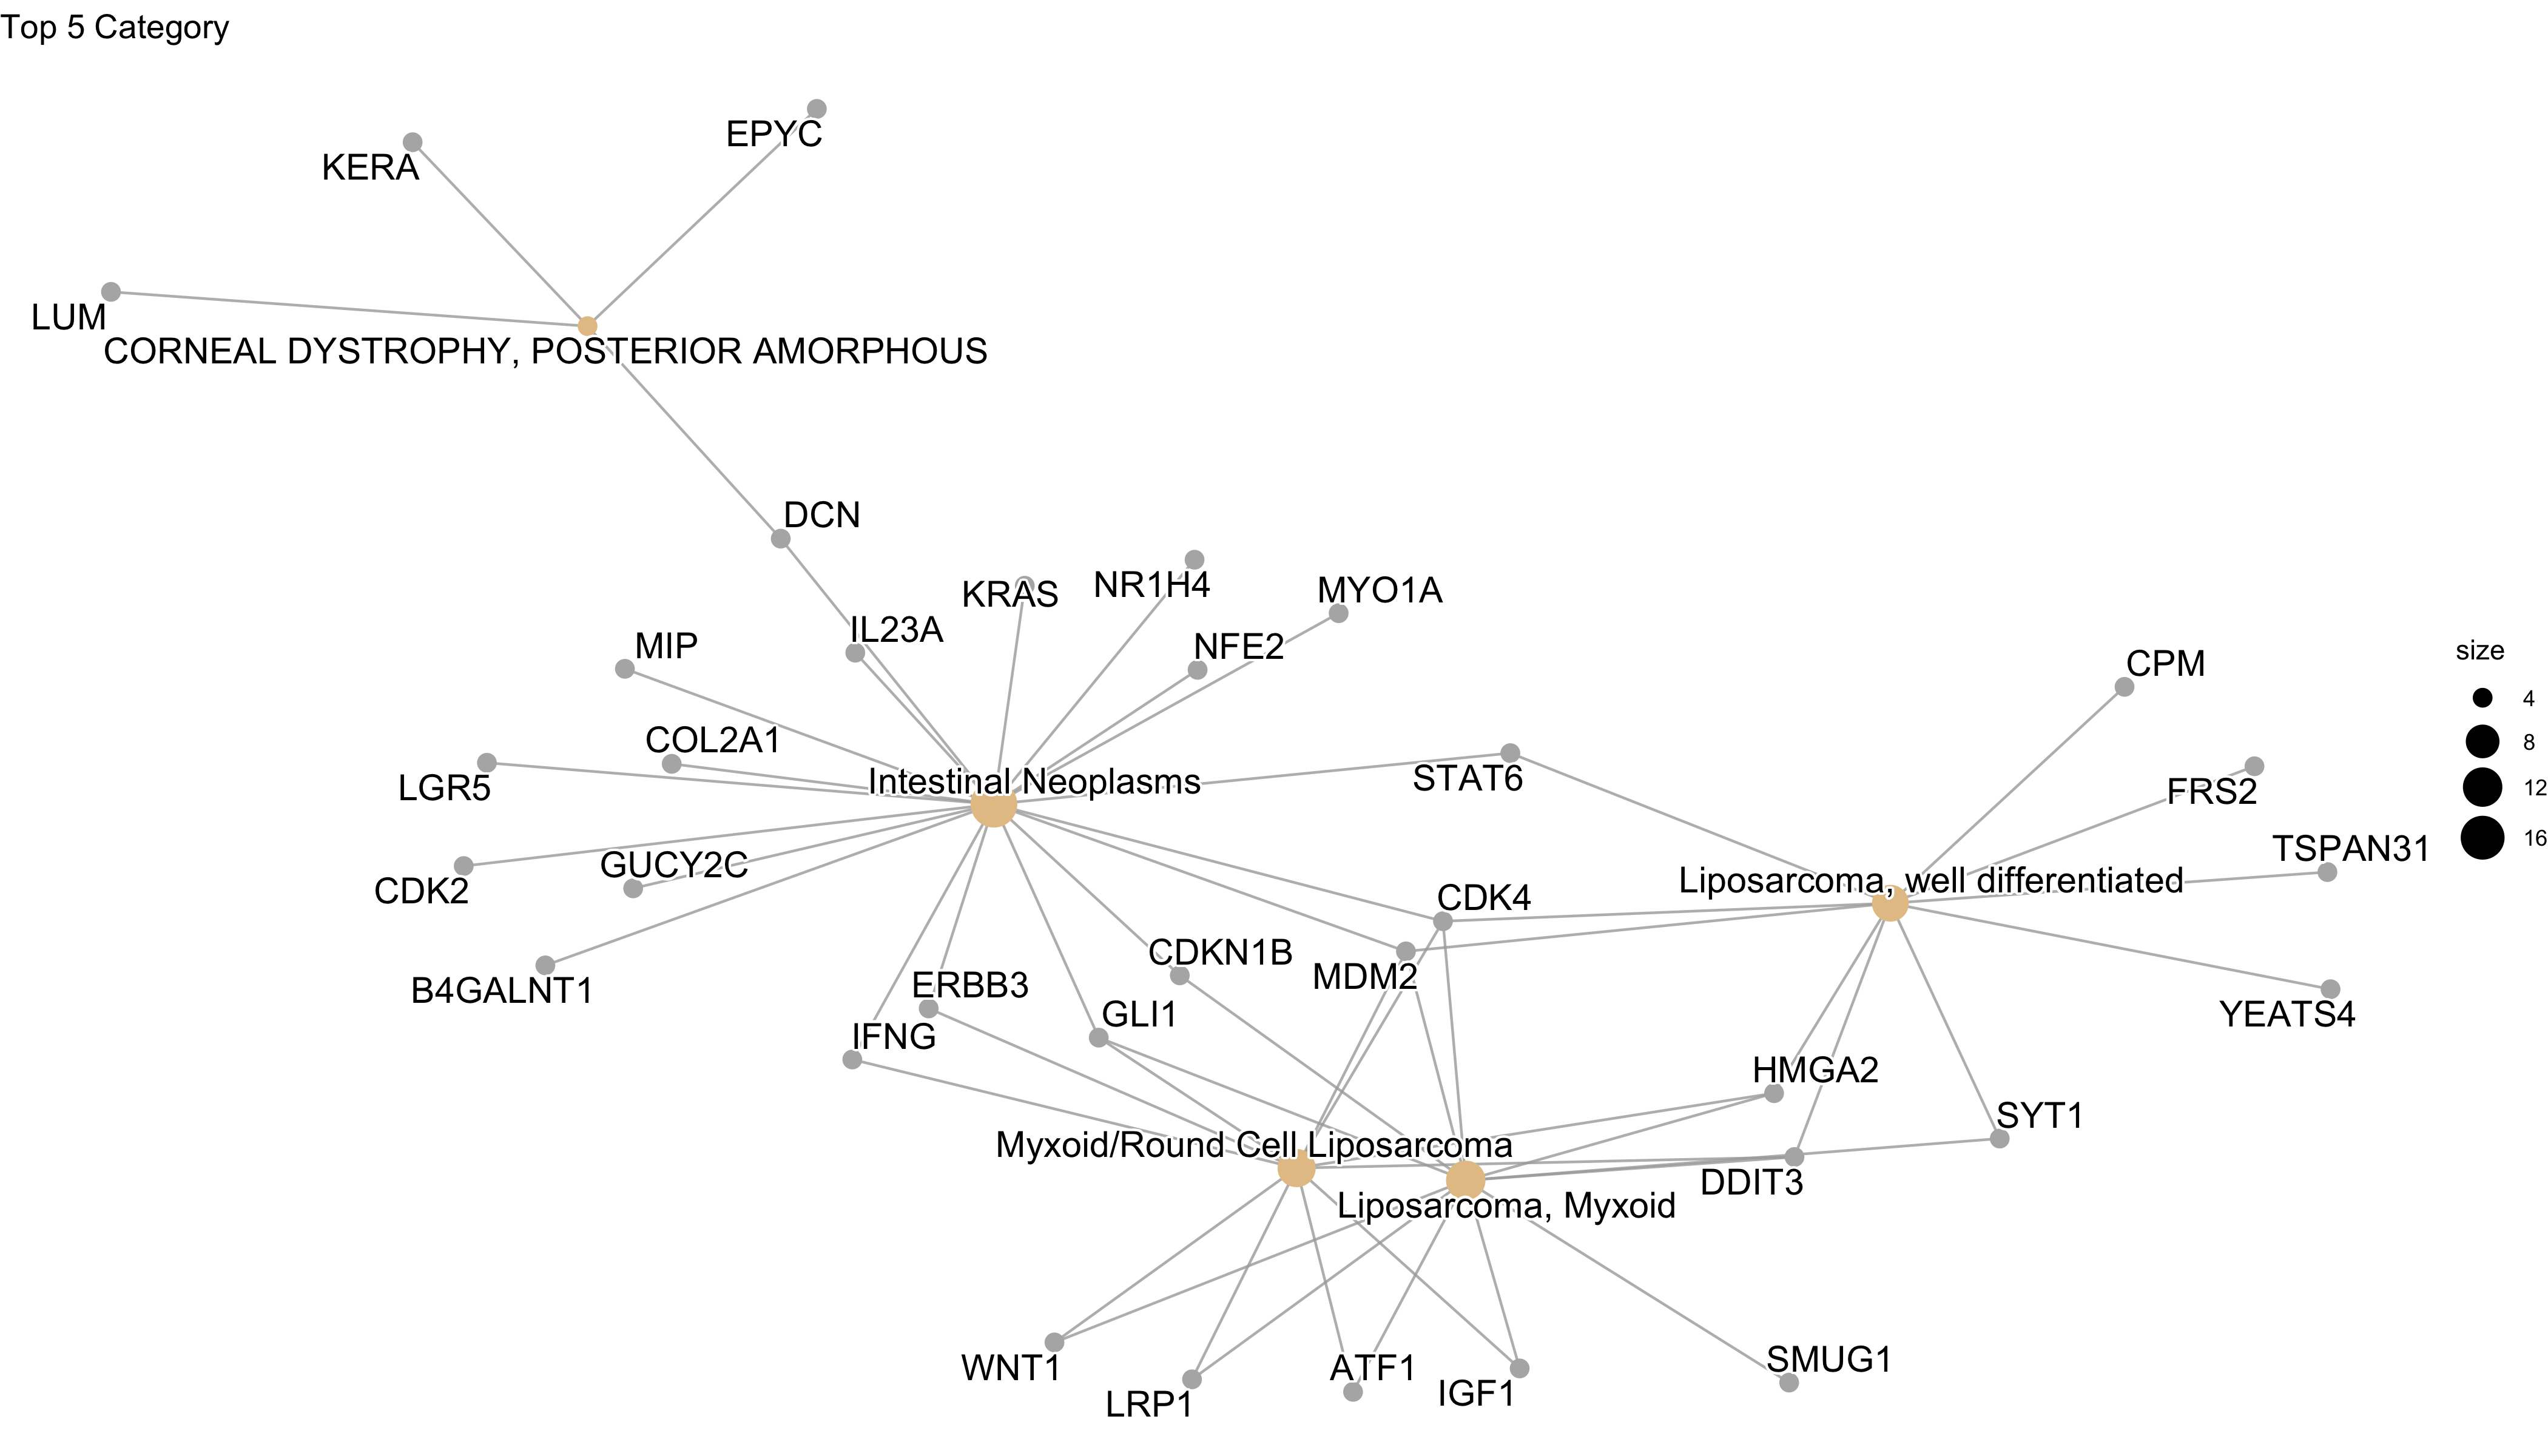 Top 5 Category
EPYC
KERA
LUM
CORNEAL DYSTROPHY, POSTERIOR AMORPHOUS
DCN
KRAS
NR1H4
MYO1A
IL23A
MIP
NFE2
size
CPM
4
COL2A1
8
LGR5
Intestinal Neoplasms
STAT6
FRS2
12
16
TSPAN31
GUCY2C
CDK2
Liposarcoma, well differentiated
CDK4
CDKN1B
MDM2
B4GALNT1
ERBB3
GLI1
YEATS4
IFNG
HMGA2
SYT1
Myxoid/Round Cell Liposarcoma
DDIT3
Liposarcoma, Myxoid
WNT1
ATF1
SMUG1
LRP1
IGF1